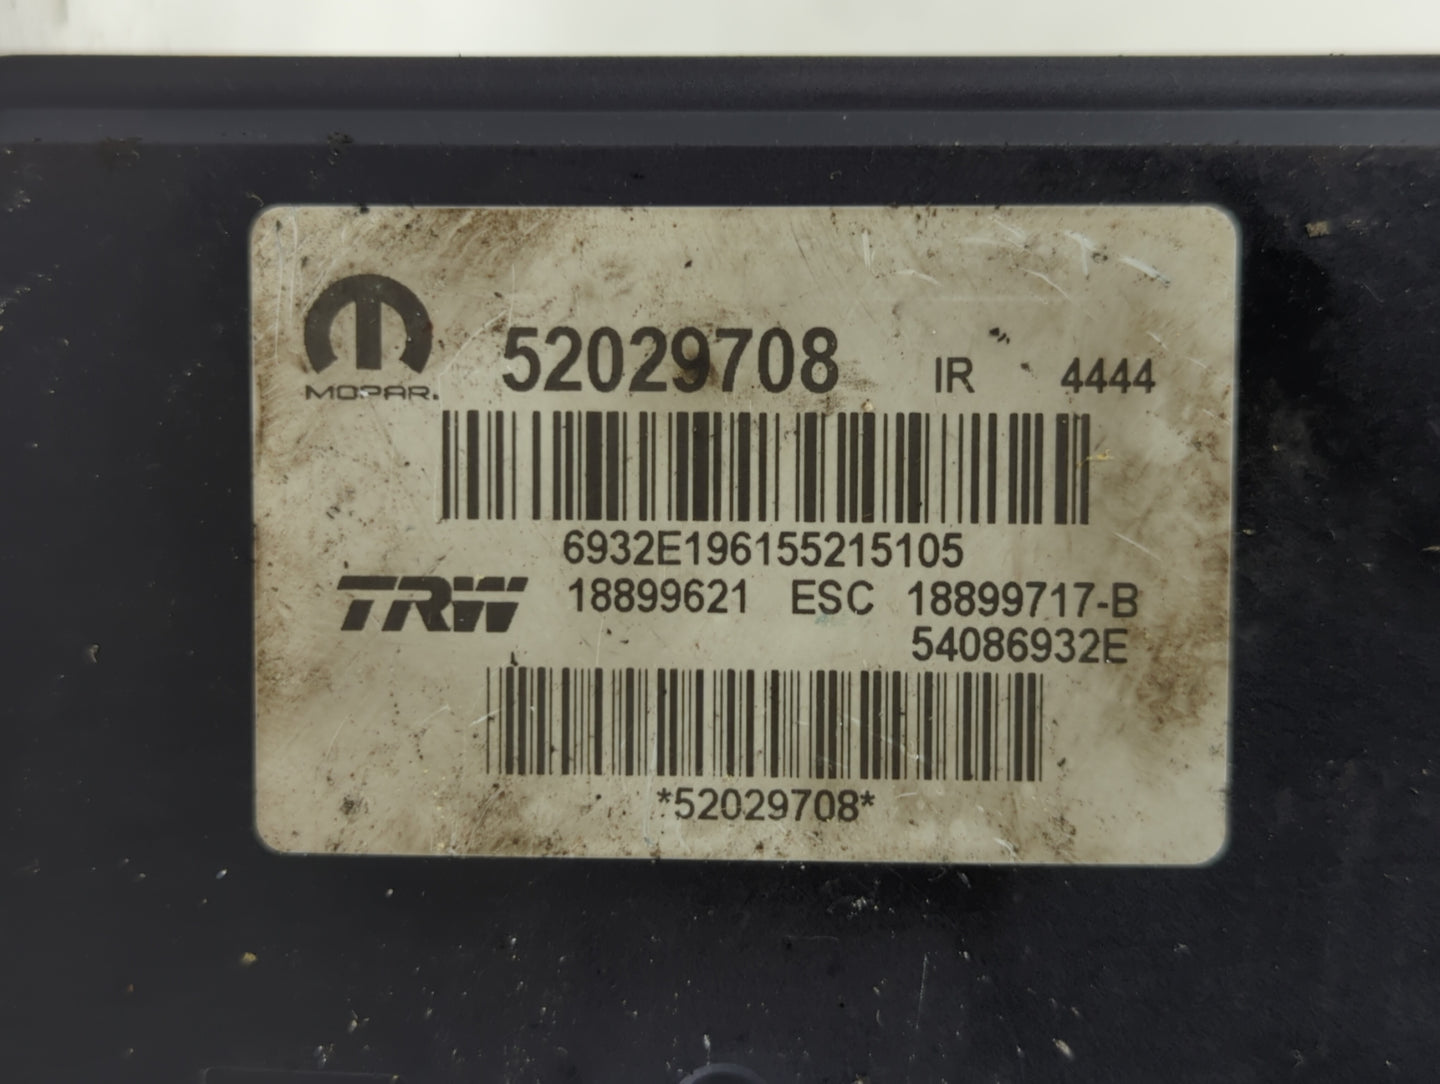 52029708 IR 4444
MOPAR.
6932E196155215105
TRW 18899621 ESC 18899717-B
54086932E
*52029708*